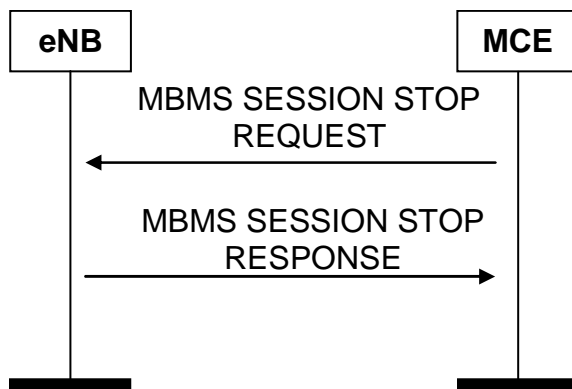 eNB
MCE
MBMS SESSION STOP
REQUEST
MBMS SESSION STOP
RESPONSE